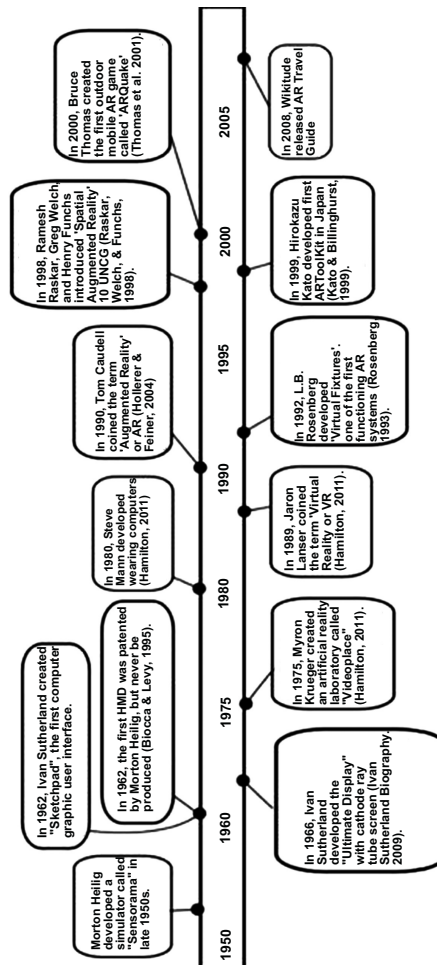 Morton Heilig
developed a
simulator called
"Sensorama" in
late 1950s.
In 1962, Ivan Sutherland created
"Sketchpad", the first computer
graphic user interface.
In 1962, the first HMD was patented
by Morton Heilig, but never be
produced (Biocca & Levy, 1995).
In 1980, Steve
Mann developed
wearing computers
(Hamilton, 2011)
In 1990, Tom Caudell
coined the term
'Augmented Reality'
or AR (Hollerer &
Feiner, 2004)
In 1998, Ramesh
Raskar, Greg Welch,
and Henry Funchs
introduced 'Spatial
Augmented Reality'
10 UNCG (Raskar,
Welch, & Funchs,
1998).
In 2000, Bruce
Thomas created
the first outdoor
mobile AR game
called 'ARQuake'
(Thomas et al. 2001).
1950 1960 1975 1980 1990 1995 2000 2005
In 1966, Ivan
Sutherland
developed the
"Ultimate Display"
with cathode ray
tube screen (Ivan
Sutherland Biography.
2009).
In 1975, Myron
Krueger created
an artificial reality
laboratory called
"Videoplace"
(Hamilton, 2011).
In 1989, Jaron
Lanser coined
the term 'Virtual
Reality or VR
(Hamilton, 2011).
In 1992, L.B.
Rosenberg
developed
'Virtual Fixtures'.
one of the first
functioning AR
systems (Rosenberg,
1993).
In 1999, Hirokazu
Kato developed first
ARToolKit in Japan
(Kato & Billinghurst,
1999).
In 2008, Wikitude
released AR Travel
Guide